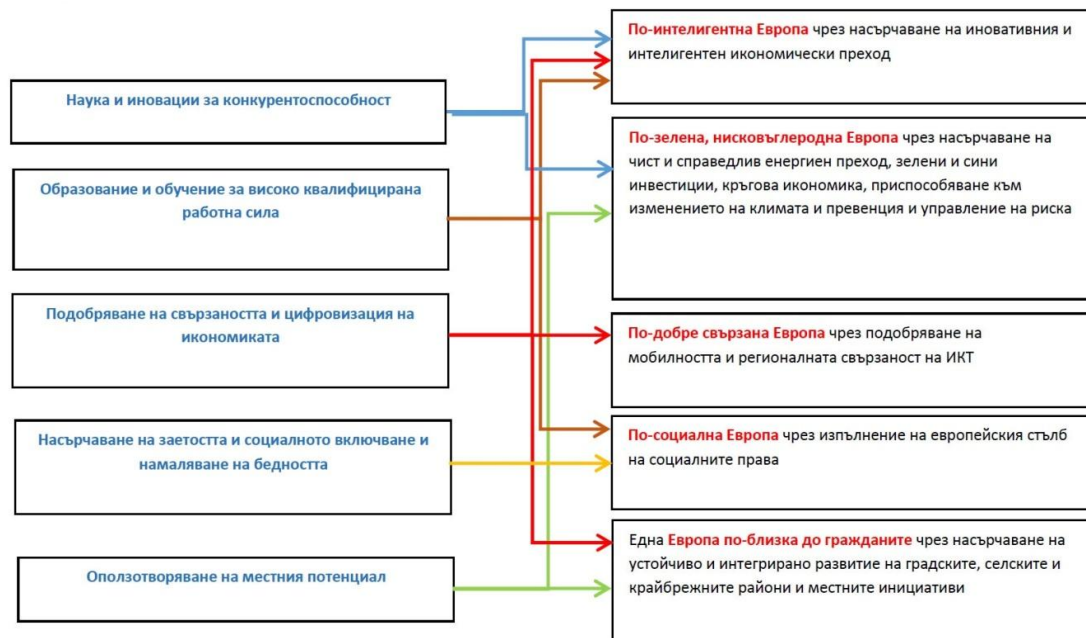 Наука и иновации за конкурентоспособност
Образование и обучение за високо квалифицирана
работна сила
Подобряване на свързаността и цифровизация на
икономиката
Насърчаване на заетостта и социалното включване и
намаляване на бедността
Оползотворяване на местния потенциал
По-интелигентна Европа чрез насърчаване на иновативния и
интелигентен икономически преход
По-зелена, нисковъглеродна Европа чрез насърчаване на
чист и справедлив енергиен преход, зелени и сини
инвестиции, кръгова икономика, приспособяване към
изменението на климата и превенция и управление на риска
По-добре свързана Европа чрез подобряване на
мобилността и регионалната свързаност на ИКТ
По-социална Европа чрез изпълнение на европейския стълб
на социалните права
Една Европа по-близка до гражданите чрез насърчаване на
устойчиво и интегрирано развитие на градските, селските и
крайбрежните райони и местните инициативи